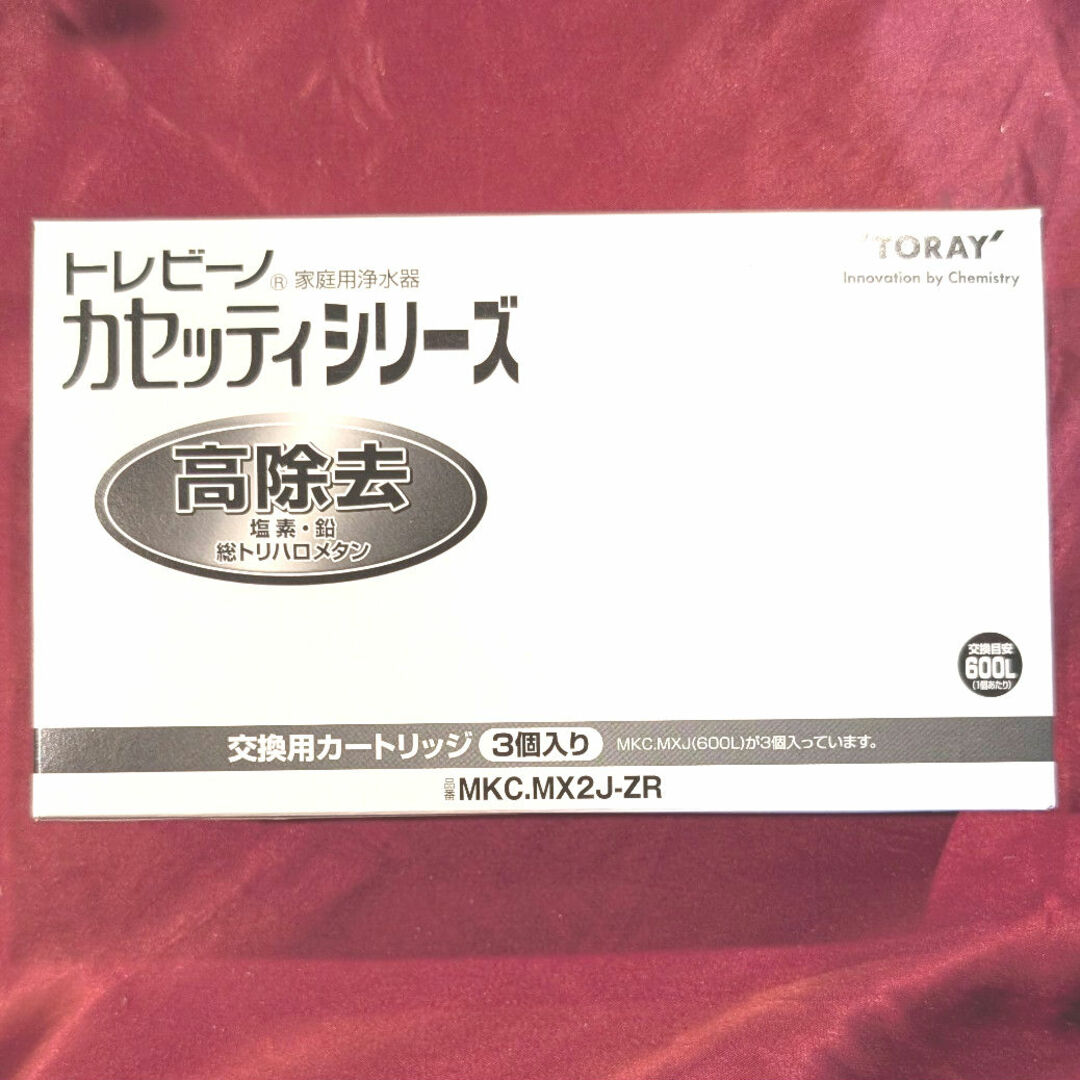 トレビーノ® 家庭用浄水器
カセッティシリーズ
'TORAY'
Innovation by Chemistry
高除去
塩素・鉛
総トリハロメタン
交換目安
600L
(1個あたり)
交換用カートリッジ 3個入り MKC.MXJ(600L)が3個入っています。
品番 MKC.MX2J-ZR